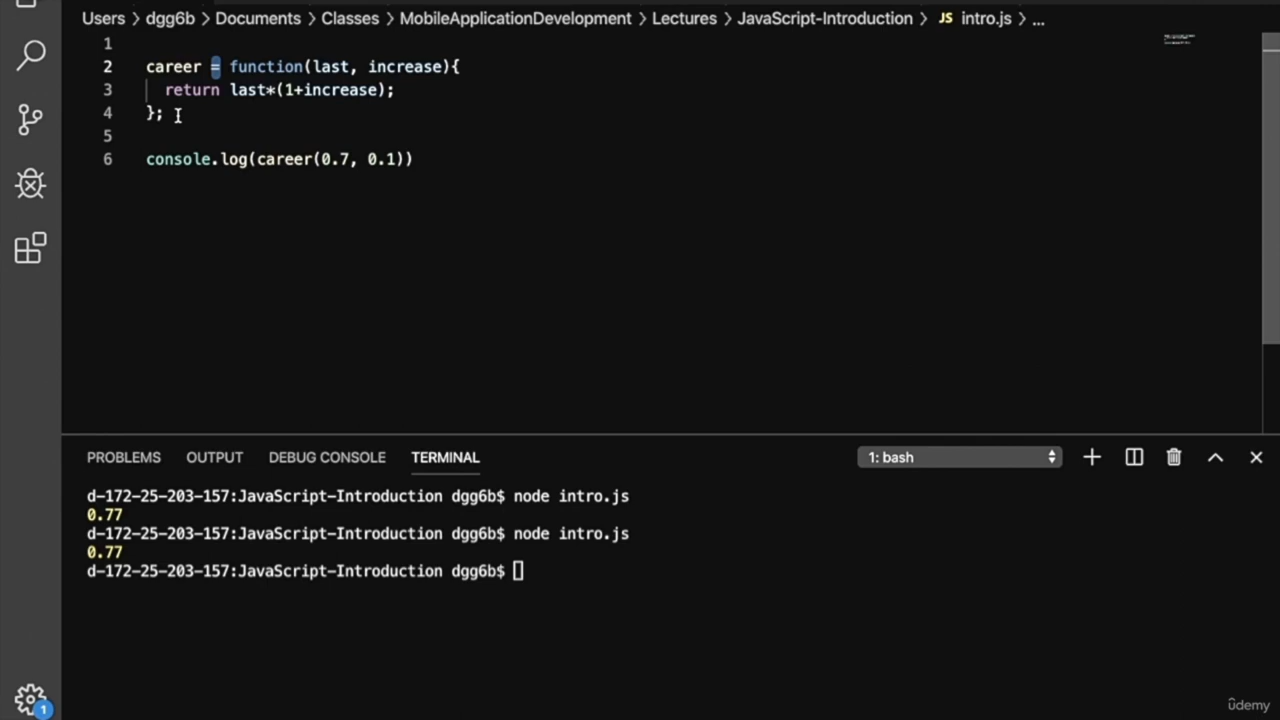 Users > dgg6b > Documents > Classes > MobileApplicationDevelopment > Lectures > JavaScript-Introduction > JS intro.js > ...
1
2 career = function(last, increase){
3 return last*(1+increase);
4 };
5
6 console.log(career(0.7, 0.1))
PROBLEMS OUTPUT DEBUG CONSOLE TERMINAL 1: bash
d-172-25-203-157:JavaScript-Introduction dgg6b$ node intro.js
0.77
d-172-25-203-157:JavaScript-Introduction dgg6b$ node intro.js
0.77
d-172-25-203-157:JavaScript-Introduction dgg6b$
1
ûdemy